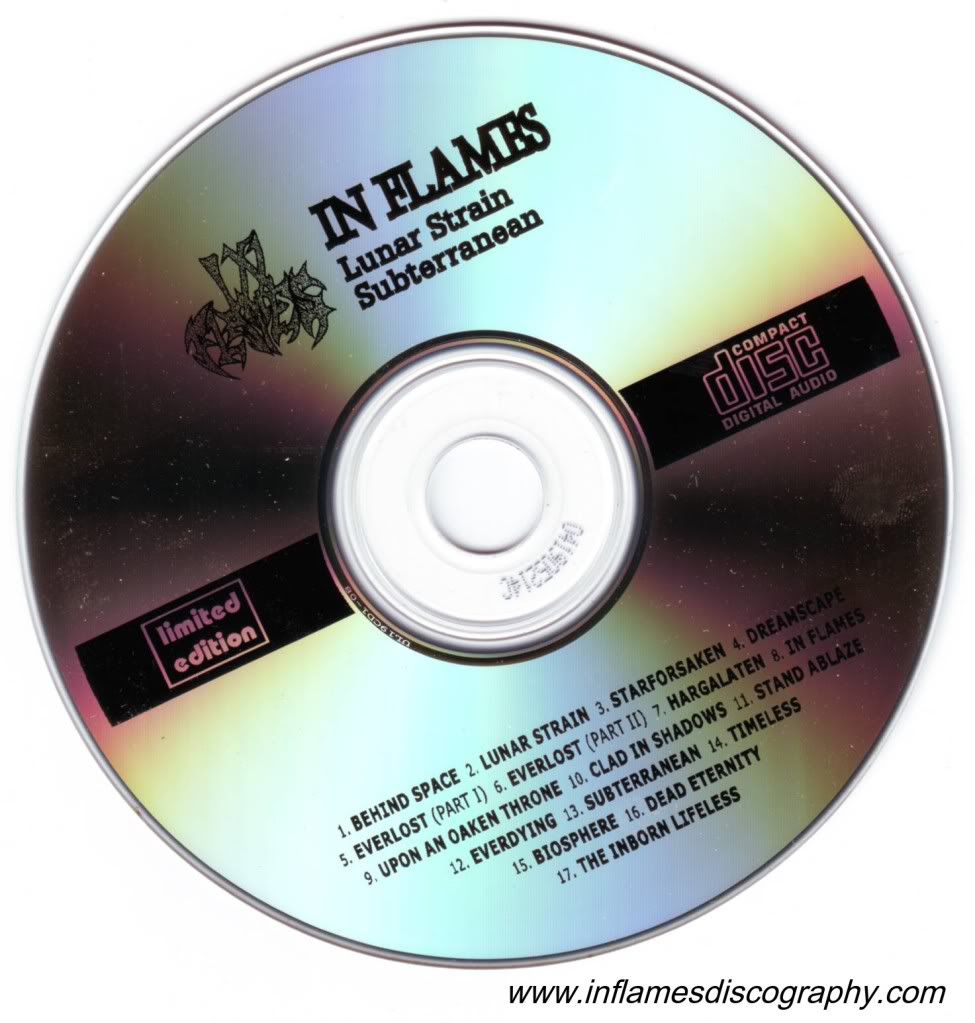 IN FLAMES
Lunar Strain
Subterranean
IN FLAMES
COMPACT
disc
DIGITAL AUDIO
limited
edition
1. BEHIND SPACE 2. LUNAR STRAIN 3. STARFORSAKEN 4. DREAMSCAPE
5. EVERLOST (PART I) 6. EVERLOST (PART II) 7. HARGALATEN 8. IN FLAMES
9. UPON AN OAKEN THRONE 10. CLAD IN SHADOWS 11. STAND ABLAZE
12. EVERDYING 13. SUBTERRANEAN 14. TIMELESS
15. BIOSPHERE 16. DEAD ETERNITY
17. THE INBORN LIFELESS
www.inflamesdiscography.com